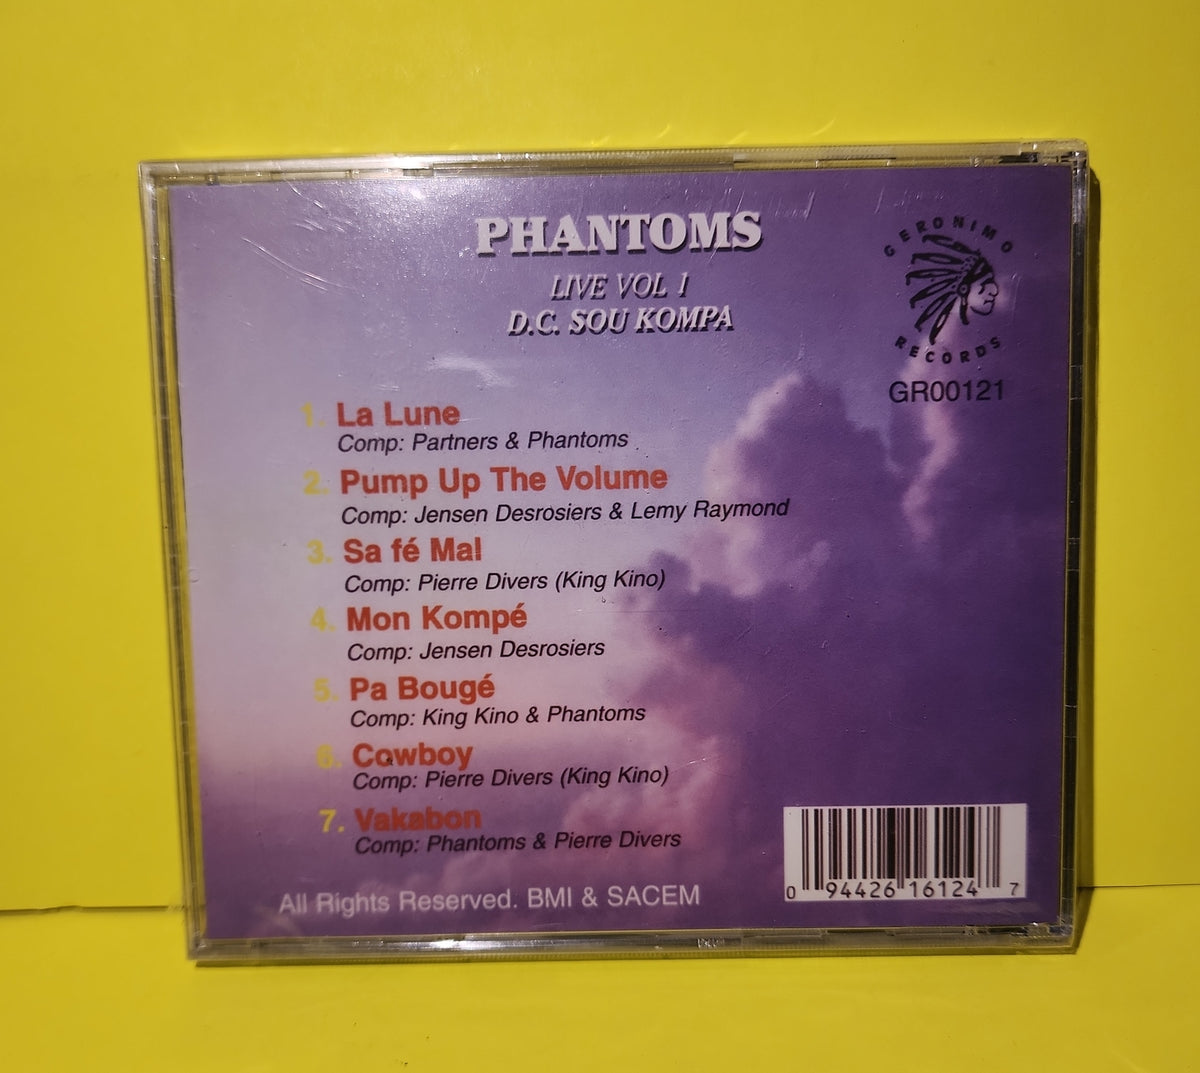 PHANTOMS
LIVE VOL 1
D.C. SOU KOMPA
GERONIMO
RECORDS
GR00121
1. La Lune
Comp: Partners & Phantoms
2. Pump Up The Volume
Comp: Jensen Desrosiers & Lemy Raymond
3. Sa fé Mal
Comp: Pierre Divers (King Kino)
4. Mon Kompé
Comp: Jensen Desrosiers
5. Pa Bougé
Comp: King Kino & Phantoms
6. Cowboy
Comp: Pierre Divers (King Kino)
7. Vakabon
Comp: Phantoms & Pierre Divers
All Rights Reserved. BMI & SACEM
0 94426 16124 7